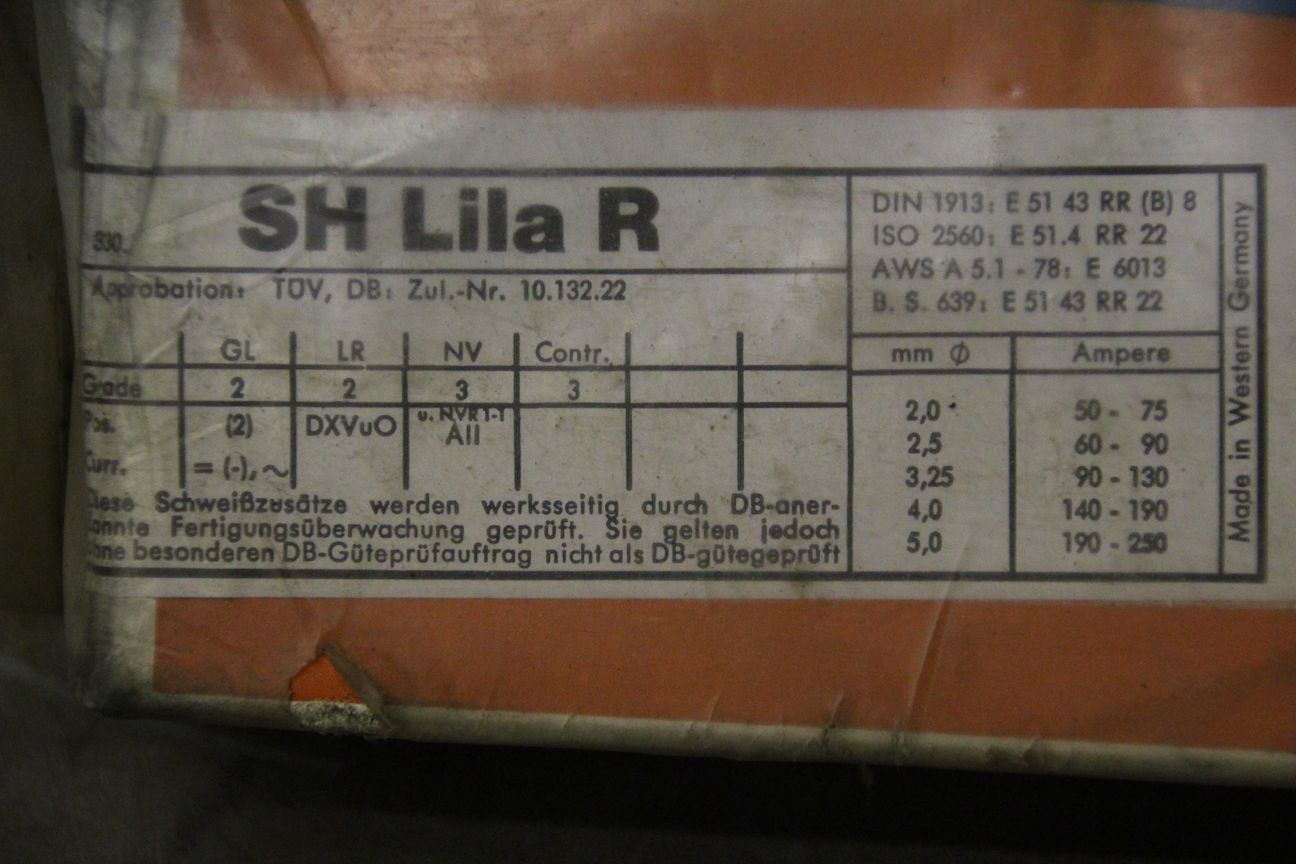 SH Lila R
330.
Approbation: TÜV, DB: Zul.-Nr. 10.132.22
GL LR NV Contr.
Grade 2 2 3 3
Pos. (2) DXVuO u. NVR 1-1 All
Curr. = (-), ~
Diese Schweißzusätze werden werksseitig durch DB-aner-
kannte Fertigungsüberwachung geprüft. Sie gelten jedoch
ohne besonderen DB-Güteprüfauftrag nicht als DB-gütegeprüft
DIN 1913: E 51 43 RR (B) 8
ISO 2560: E 51.4 RR 22
AWS A 5.1 - 78: E 6013
B. S. 639: E 51 43 RR 22
mm Ø Ampere
2,0 50 - 75
2,5 60 - 90
3,25 90 - 130
4,0 140 - 190
5,0 190 - 250
Made in Western Germany